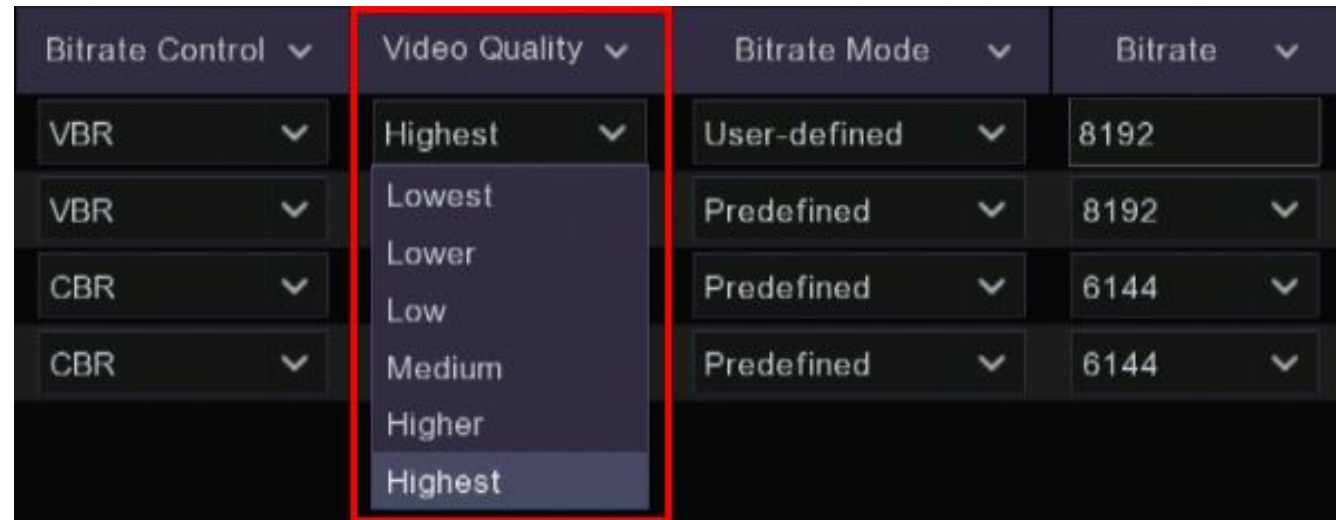 Bitrate Control Video Quality Bitrate Mode Bitrate
VBR Highest User-defined 8192
Lowest
VBR Predefined 8192
Lower
CBR Predefined 6144
Low
CBR Medium Predefined 6144
Higher
Highest